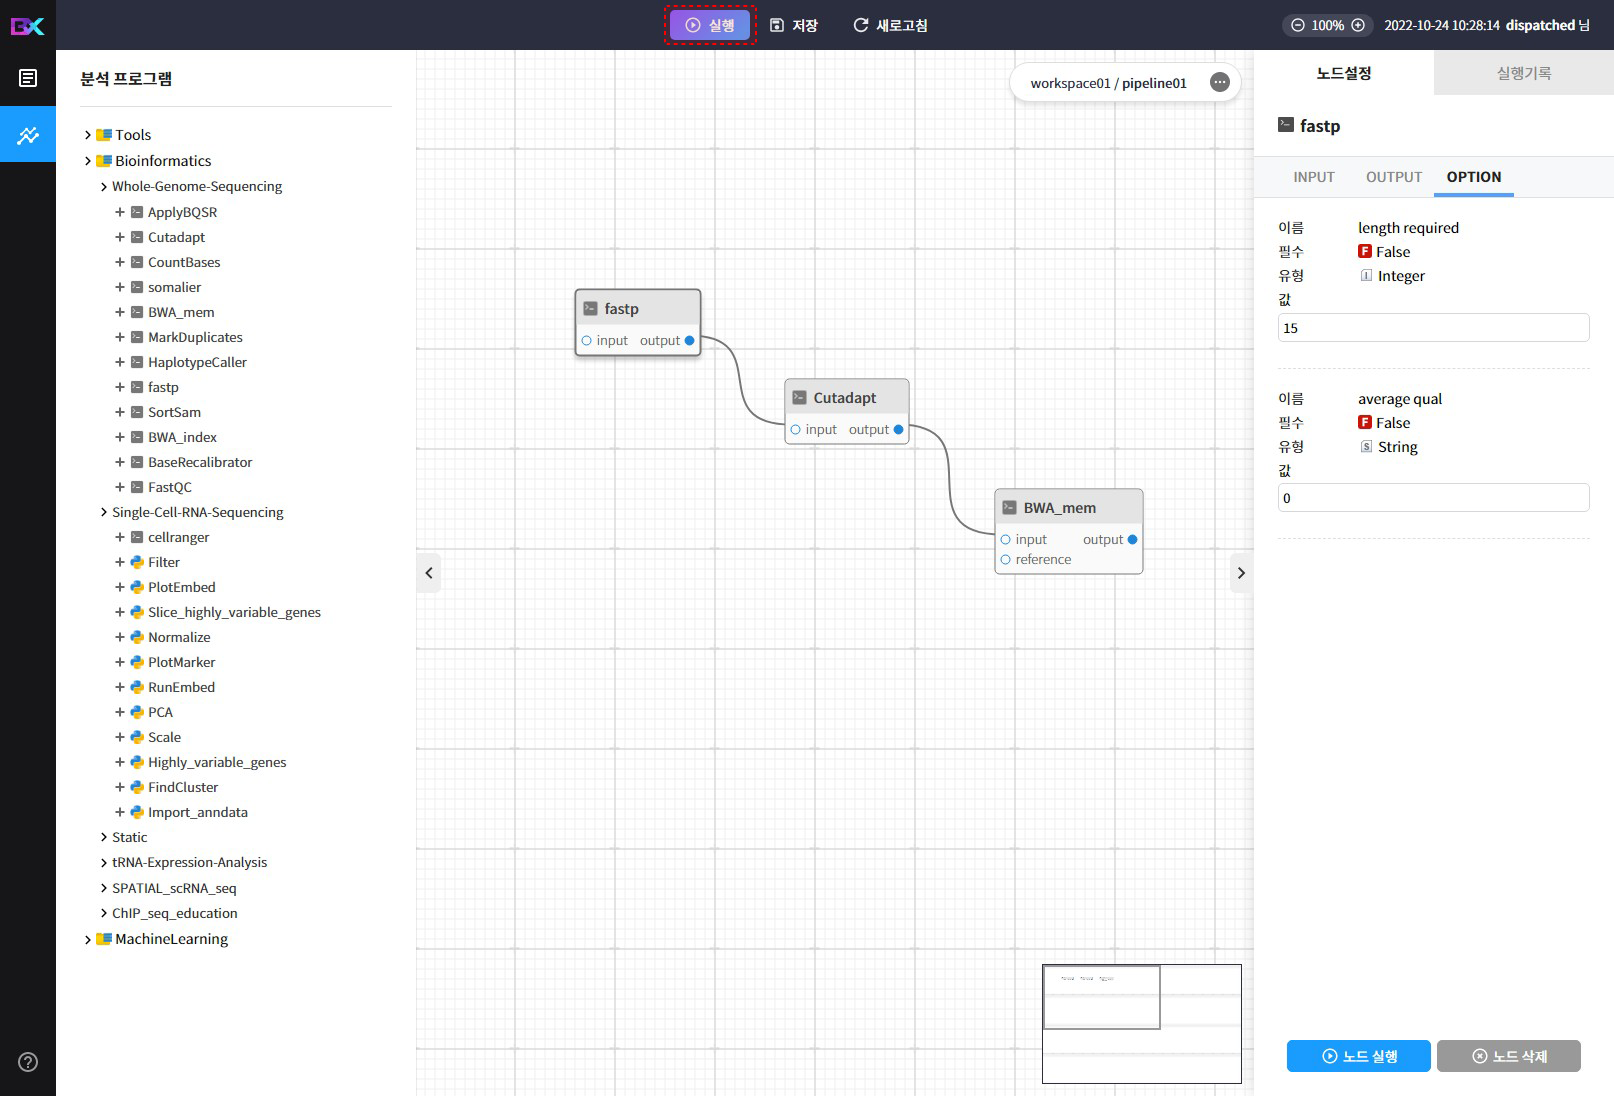 BX
실행
저장
새로고침
100%
2022-10-24 10:28:14 dispatched 님
분석 프로그램
Tools
Bioinformatics
Whole-Genome-Sequencing
ApplyBQSR
Cutadapt
CountBases
somalier
BWA_mem
MarkDuplicates
HaplotypeCaller
fastp
SortSam
BWA_index
BaseRecalibrator
FastQC
Single-Cell-RNA-Sequencing
cellranger
Filter
PlotEmbed
Slice_highly_variable_genes
Normalize
PlotMarker
RunEmbed
PCA
Scale
Highly_variable_genes
FindCluster
Import_anndata
Static
tRNA-Expression-Analysis
SPATIAL_scRNA_seq
ChIP_seq_education
MachineLearning
workspace01 / pipeline01
fastp
input output
Cutadapt
input output
BWA_mem
input output
reference
노드설정 실행기록
fastp
INPUT OUTPUT OPTION
이름 length required
필수 F False
유형 I Integer
값
15
이름 average qual
필수 F False
유형 S String
값
0
노드 실행 노드 삭제